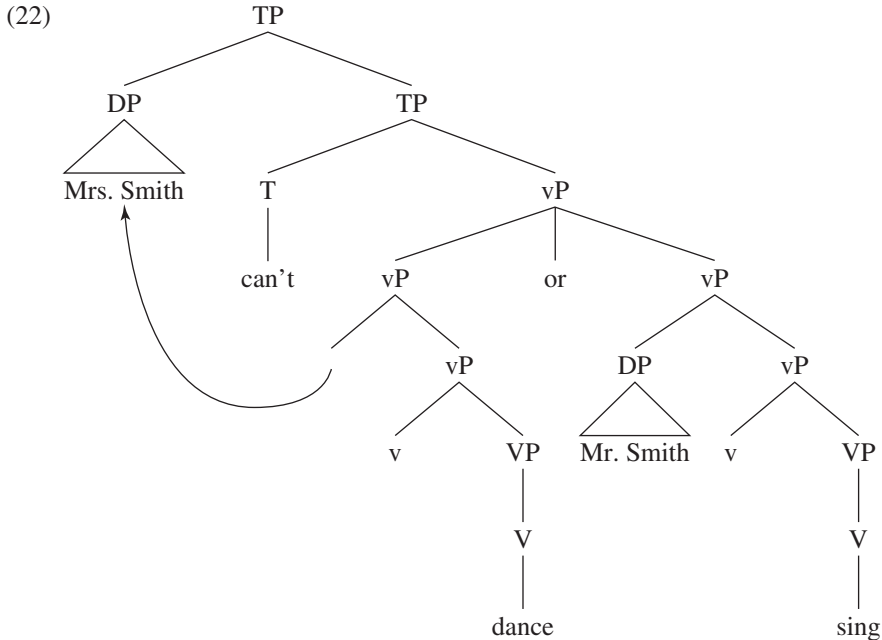 (22)
TP
DP TP
Mrs. Smith T vP
can't vP or vP
vP DP vP
v VP Mr. Smith v VP
V V
dance sing